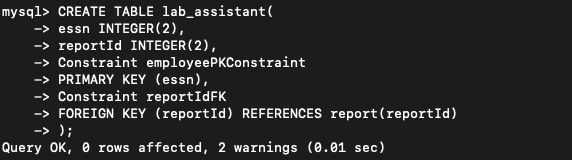 mysql> CREATE TABLE lab_assistant(
    -> essn INTEGER(2),
    -> reportId INTEGER(2),
    -> Constraint employeePKConstraint
    -> PRIMARY KEY (essn),
    -> Constraint reportIdFK
    -> FOREIGN KEY (reportId) REFERENCES report(reportId)
    -> );
Query OK, 0 rows affected, 2 warnings (0.01 sec)